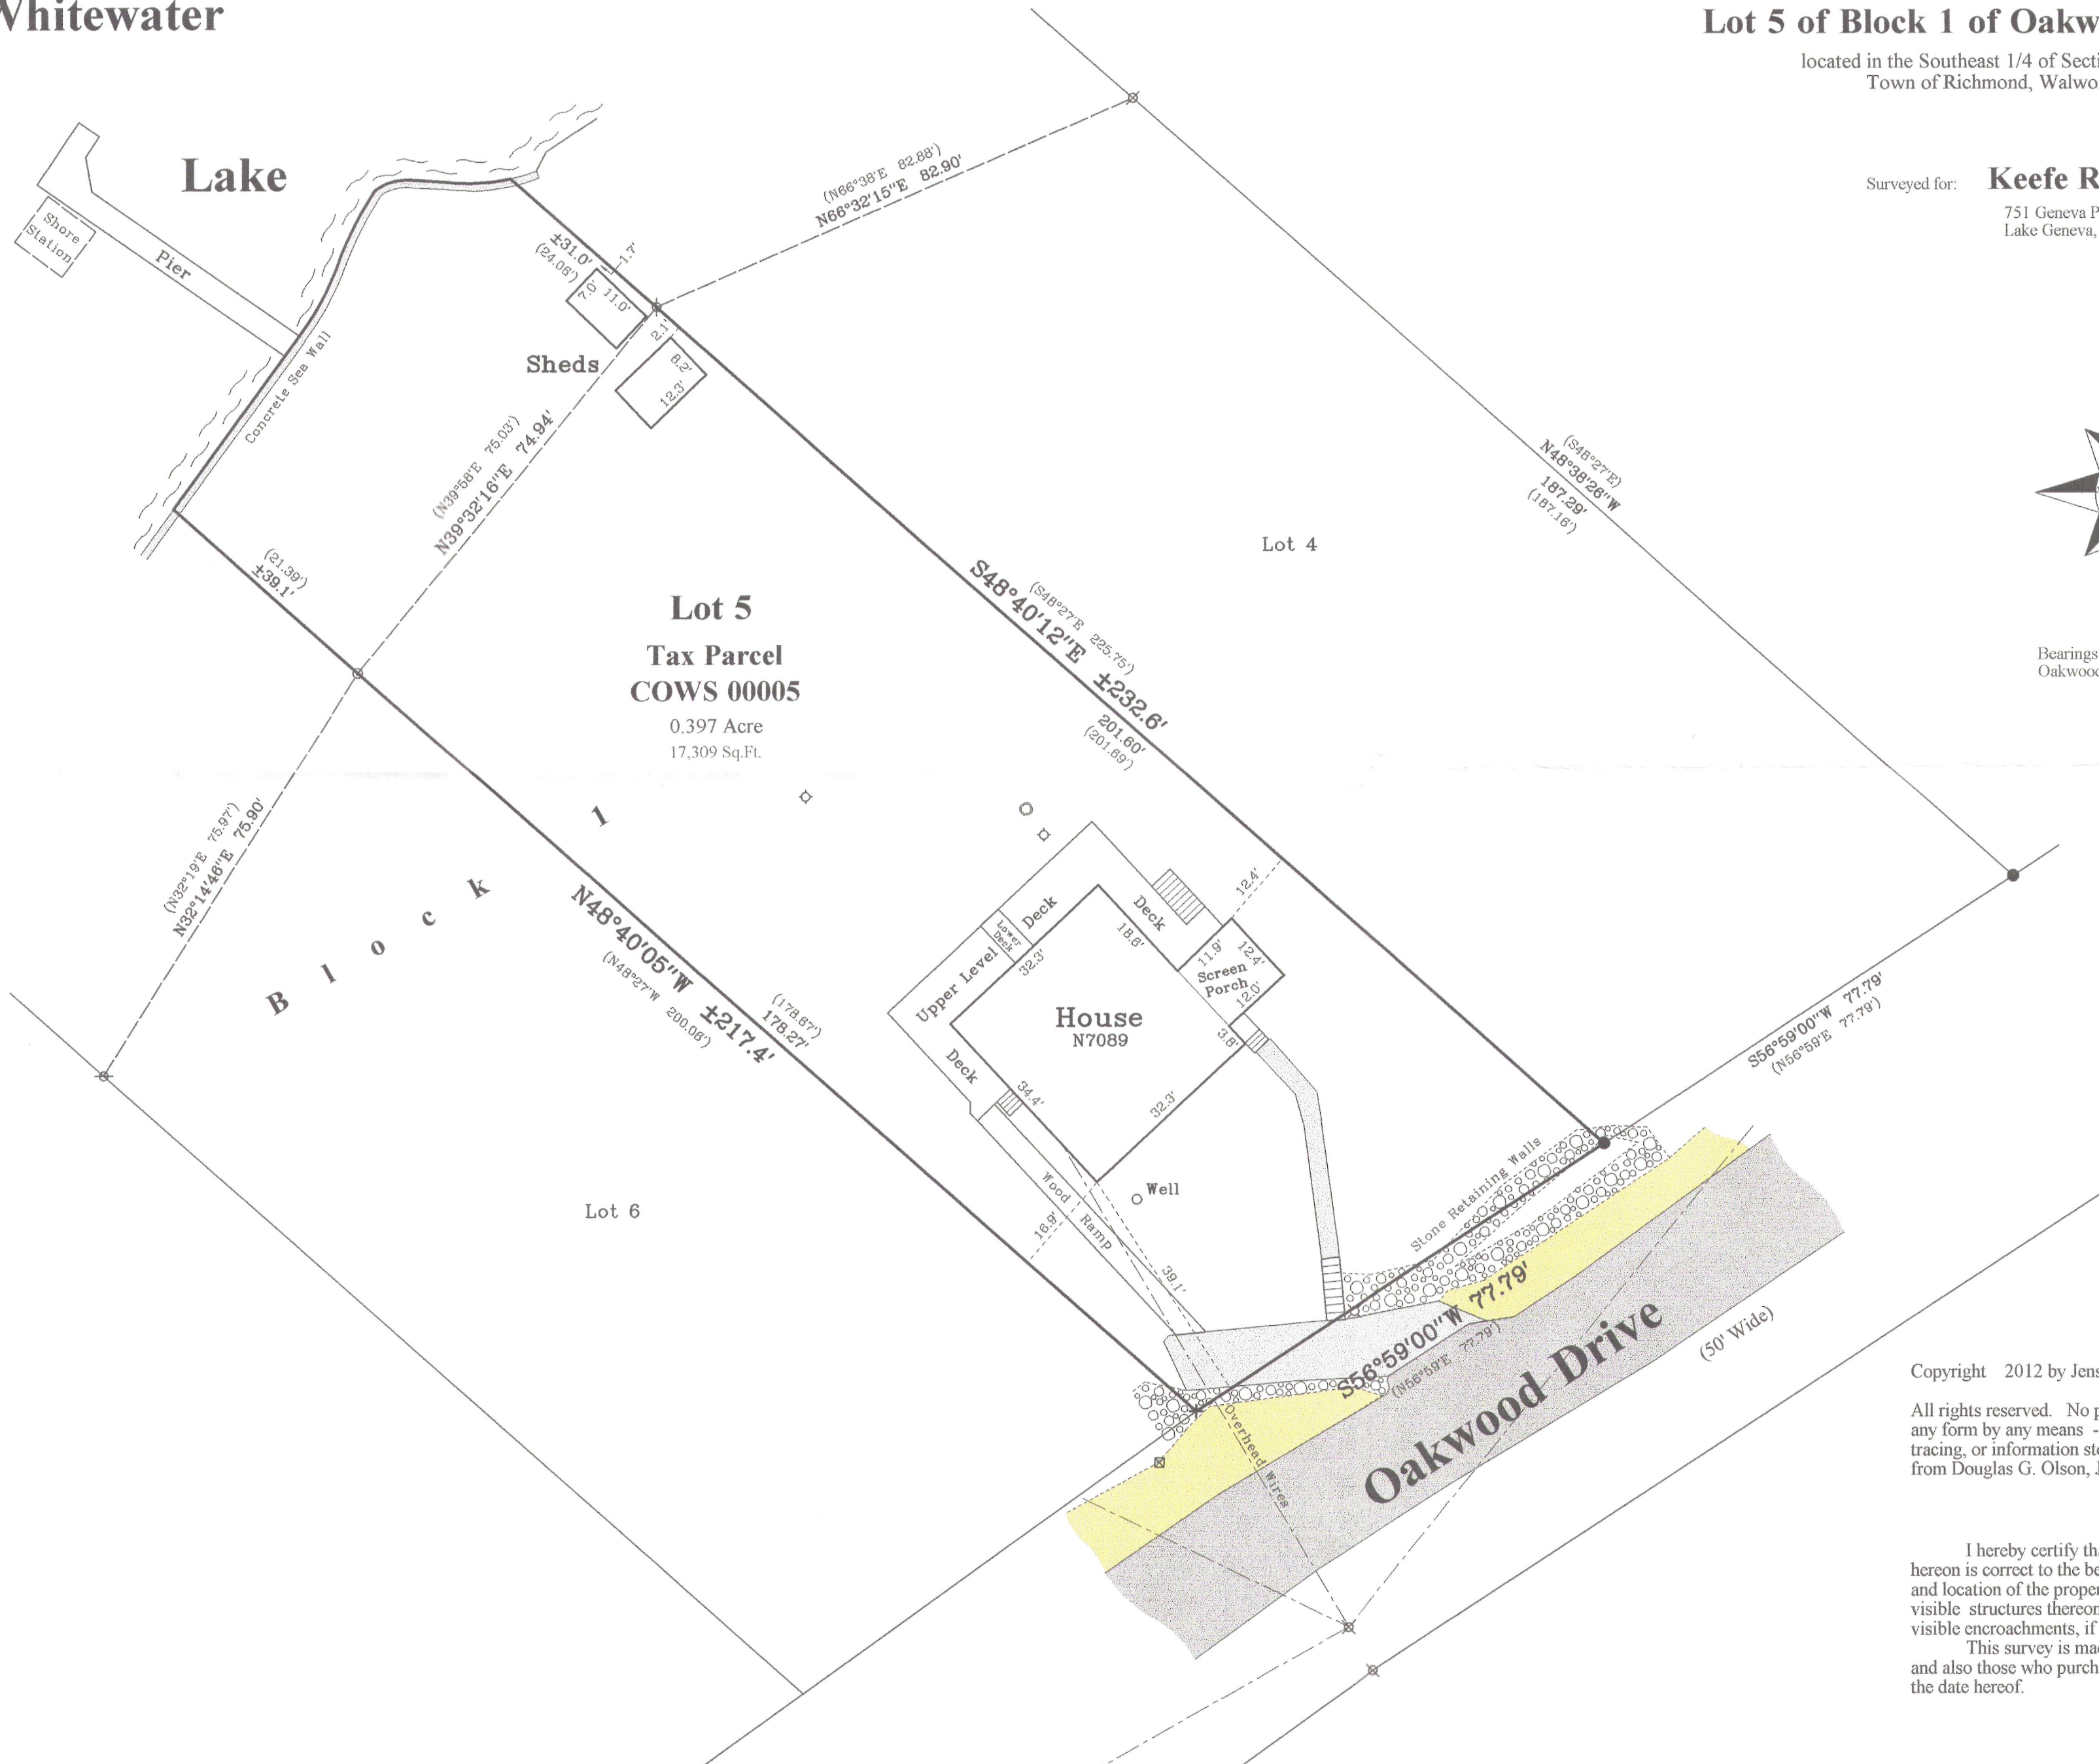 Whitewater
Lot 5 of Block 1 of Oakw
located in the Southeast 1/4 of Secti
Town of Richmond, Walwo
Lake
Surveyed for: Keefe R
751 Geneva P
Lake Geneva,
Shore
Station
Pier
Concrete Sea Wall
(N66°38'E 82.88')
N66°32'15"E 82.90'
±31.0'
(24.06')
1.7'
7.0'
11.0'
2.1'
Sheds
8.2'
12.3'
(N39°58'E 75.03')
N39°32'16"E 74.94'
(21.39')
±39.1'
(S48°27'E)
N48°38'26"W
187.29'
(187.16')
Lot 4
(S48°27'E 225.75')
S48°40'12"E ±232.6'
201.60'
(201.69')
Lot 5
Tax Parcel
COWS 00005
0.397 Acre
17,309 Sq.Ft.
Bearings
Oakwood
(N32°19'E 75.97')
N32°14'46"E 75.90'
Block 1
(178.67')
178.27'
N48°40'05"W ±217.4'
(N48°27'W 200.06')
12.4'
Deck
Deck
Lower
Deck
Upper Level
Deck
18.8'
32.3'
11.9'
12.4'
Screen
Porch
12.0'
3.8'
House
N7089
34.4'
32.3'
S56°59'00"W 77.79'
(N56°59'E 77.79')
Well
Wood Ramp
16.9'
39.1'
Stone Retaining Walls
Lot 6
S56°59'00"W 77.79'
(N56°59'E 77.79')
Oakwood Drive
(50' Wide)
Overhead Wires
Copyright 2012 by Jens
All rights reserved. No p
any form by any means -
tracing, or information sto
from Douglas G. Olson, J
I hereby certify tha
hereon is correct to the be
and location of the proper
visible structures thereon
visible encroachments, if
This survey is mad
and also those who purch
the date hereof.